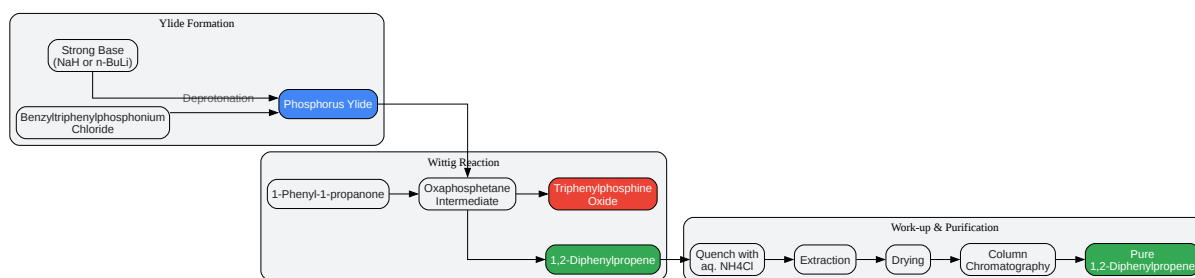 Ylide Formation
Strong Base
(NaH or n-BuLi)
Deprotonation
Phosphorus Ylide
Benzyltriphenylphosphonium
Chloride
Wittig Reaction
1-Phenyl-1-propanone
Oxaphosphetane
Intermediate
Triphenylphosphine
Oxide
1,2-Diphenylpropene
Work-up & Purification
Quench with
aq. NH4Cl
Extraction
Drying
Column
Chromatography
Pure
1,2-Diphenylpropene